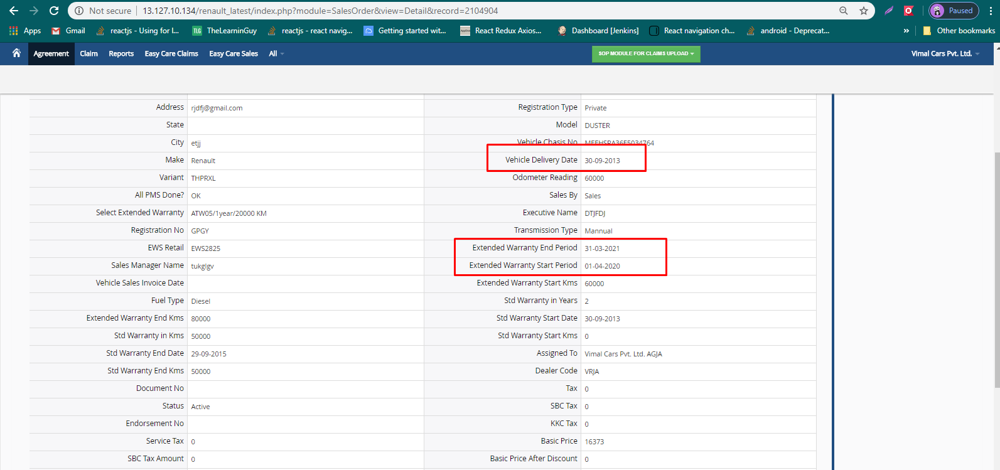 Not secure | 13.127.10.134/renault_latest/index.php?module=SalesOrder&view=Detail&record=2104904 Paused
Apps Gmail reactjs - Using for l... TLG TheLearningGuy reactjs - react navig... Getting started wit... React Redux Axios... Dashboard [Jenkins] React navigation ch... android - Deprecat... » Other bookmarks
Agreement Claim Reports Easy Care Claims Easy Care Sales All SOP MODULE FOR CLAIMS UPLOAD Vimal Cars Pvt. Ltd.
Address rjdfj@gmail.com Registration Type Private
State Model DUSTER
City etjj Vehicle Chasis No
Make Renault Vehicle Delivery Date 30-09-2013
Variant THPRXL Odometer Reading 60000
All PMS Done? OK Sales By Sales
Select Extended Warranty ATW05/1year/20000 KM Executive Name DTJFDJ
Registration No GPGY Transmission Type Mannual
EWS Retail EWS2825 Extended Warranty End Period 31-03-2021
Sales Manager Name tukglgv Extended Warranty Start Period 01-04-2020
Vehicle Sales Invoice Date Extended Warranty Start Kms 60000
Fuel Type Diesel Std Warranty in Years 2
Extended Warranty End Kms 80000 Std Warranty Start Date 30-09-2013
Std Warranty in Kms 50000 Std Warranty Start Kms 0
Std Warranty End Date 29-09-2015 Assigned To Vimal Cars Pvt. Ltd. AGJA
Std Warranty End Kms 50000 Dealer Code VRJA
Document No Tax 0
Status Active SBC Tax 0
Endorsement No KKC Tax 0
Service Tax 0 Basic Price 16373
SBC Tax Amount 0 Basic Price After Discount 0